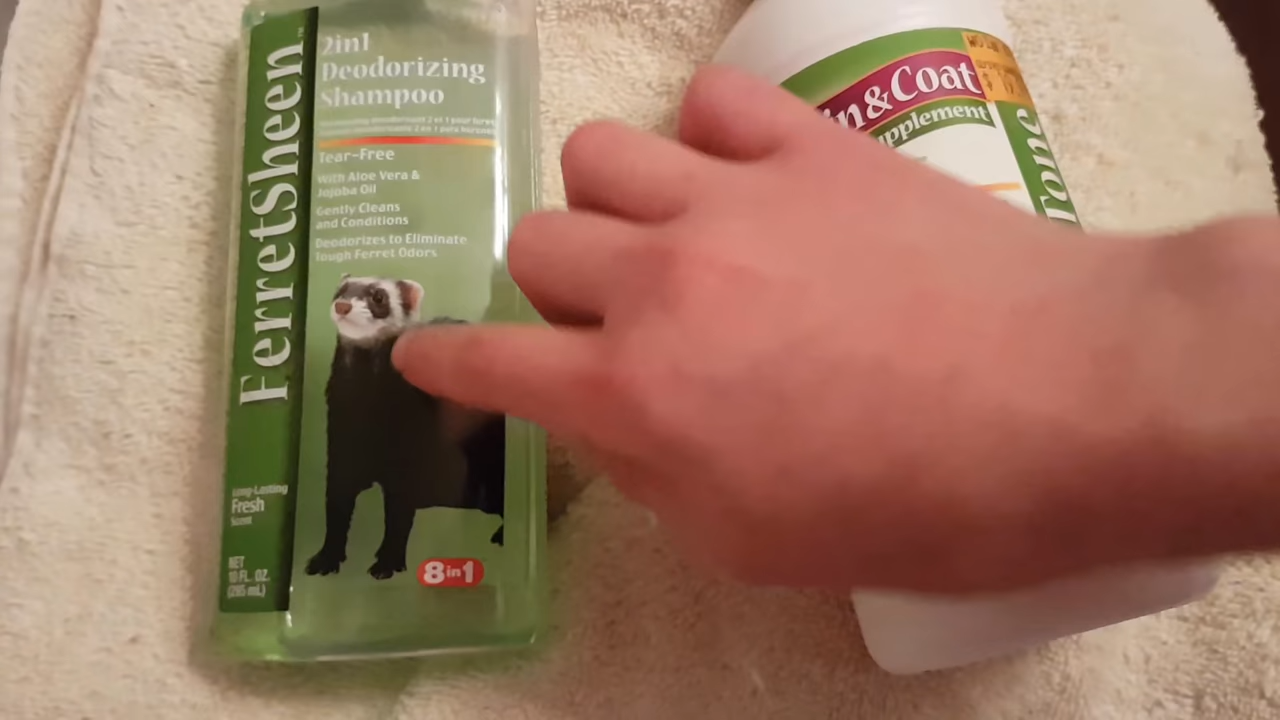 FerretSheen
2in1
Deodorizing
Shampoo
Tear-Free
With Aloe Vera &
Jojoba Oil
Gently Cleans
and Conditions
Deodorizes to Eliminate
Tough Ferret Odors
Long-Lasting
Fresh
Scent
NET
10 FL. OZ.
(295 mL)
8in1
in&Coat
upplement
Tone